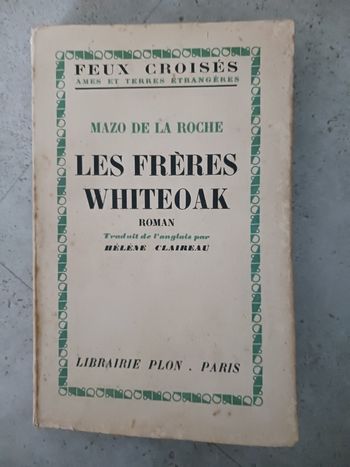 FEUX CROISÉS
AMES ET TERRES ÉTRANGÈRES
MAZO DE LA ROCHE
LES FRÈRES
WHITEOAK
ROMAN
Traduit de l'anglais par
HÉLÈNE CLAIREAU
LIBRAIRIE PLON . PARIS